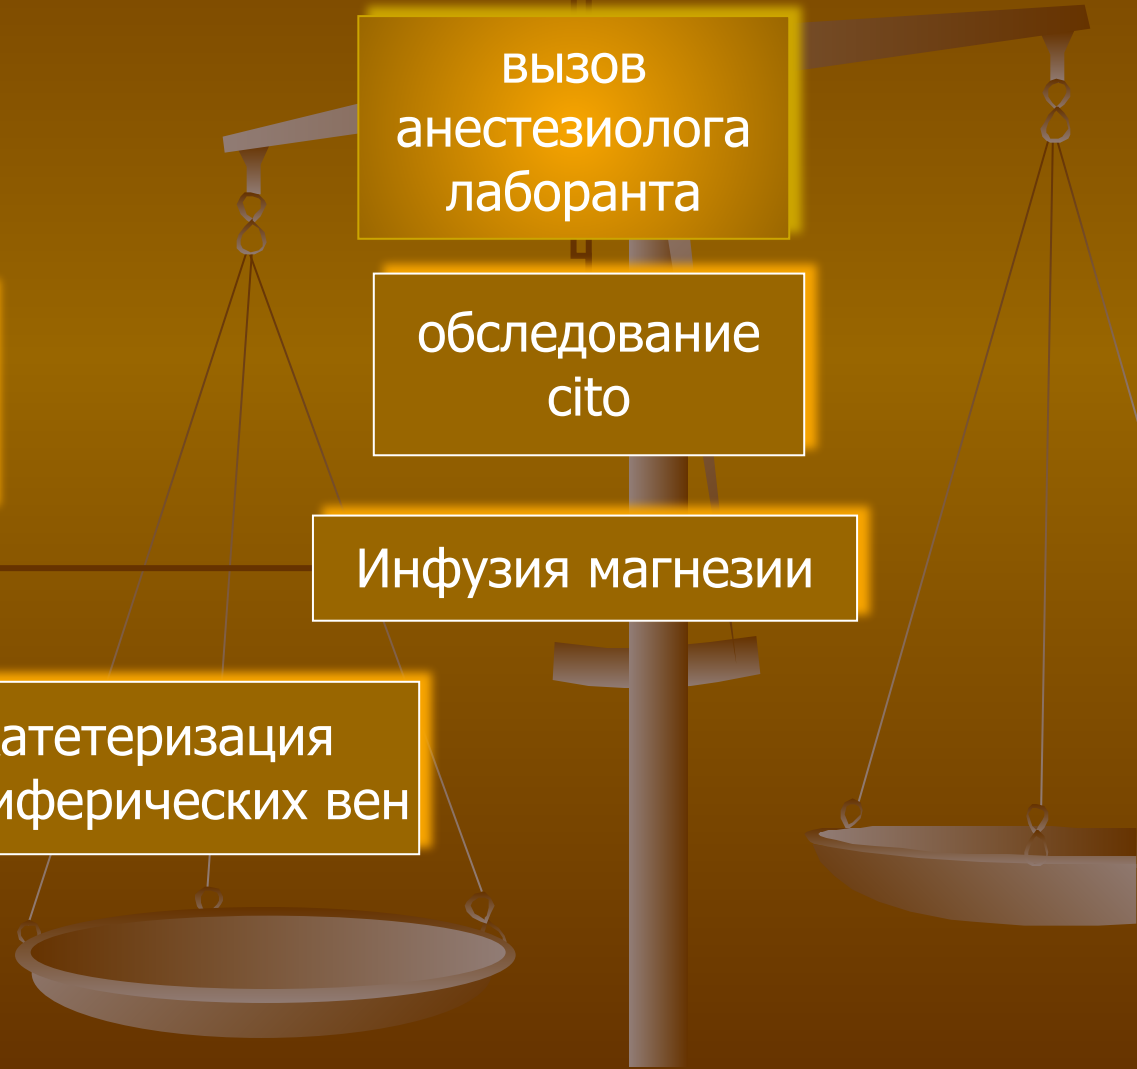 вызов
анестезиолога
лаборанта
обследование
cito
Инфузия магнезии
атетеризация
иферических вен